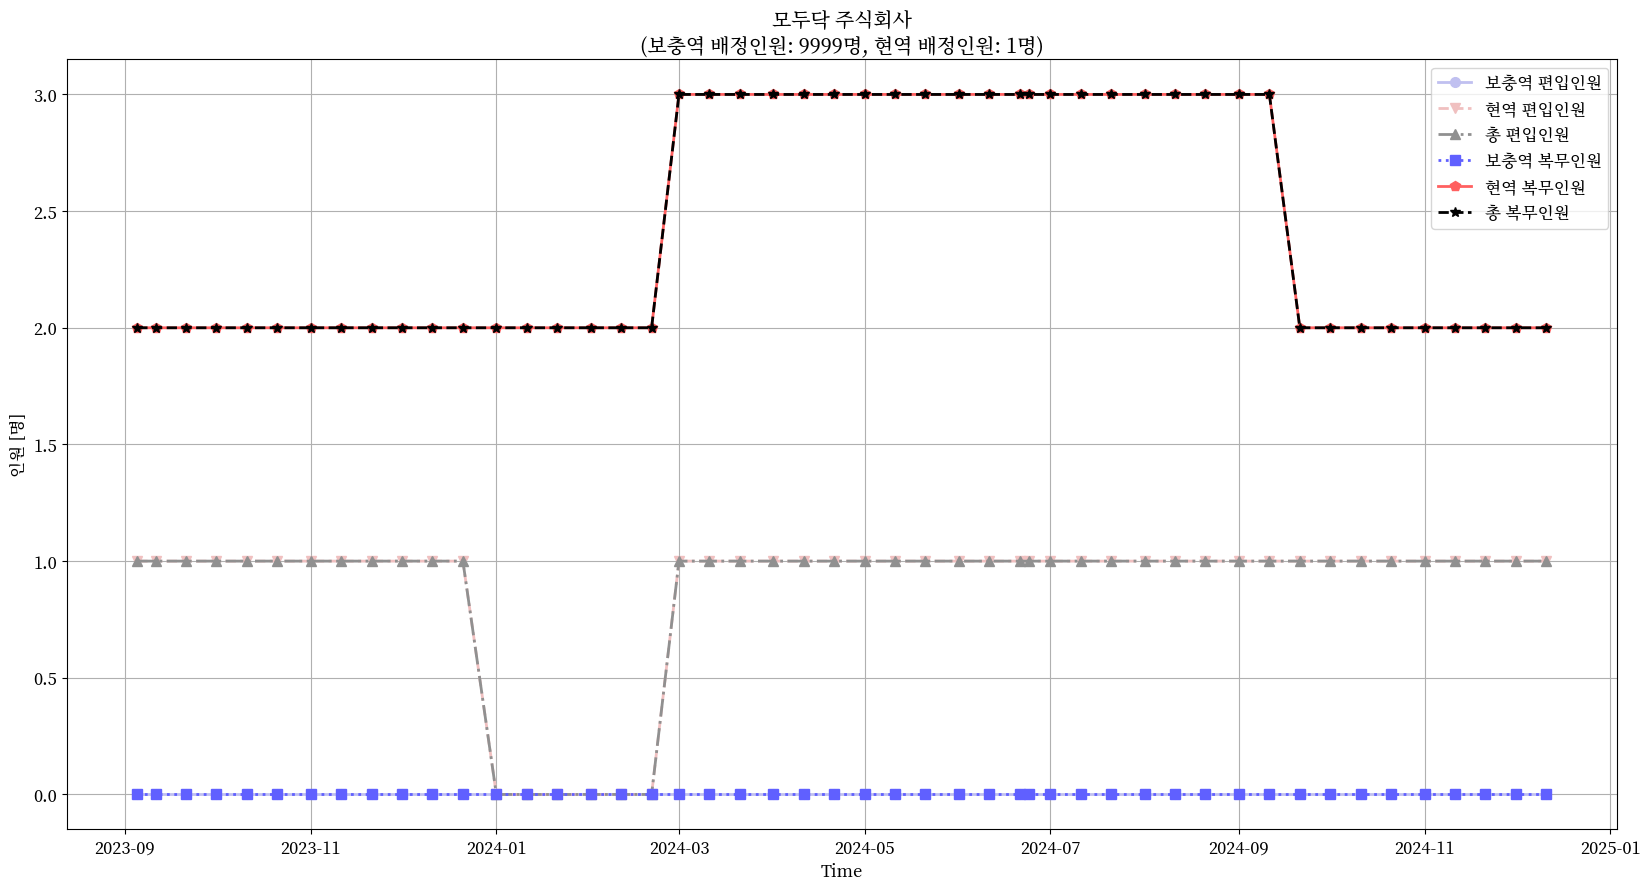 모두닥 주식회사
(보충역 배정인원: 9999명, 현역 배정인원: 1명)
3.0
2.5
2.0
1.5
1.0
0.5
0.0
인원 [명]
보충역 편입인원
현역 편입인원
총 편입인원
보충역 복무인원
현역 복무인원
총 복무인원
2023-09 2023-11 2024-01 2024-03 2024-05 2024-07 2024-09 2024-11 2025-01
Time